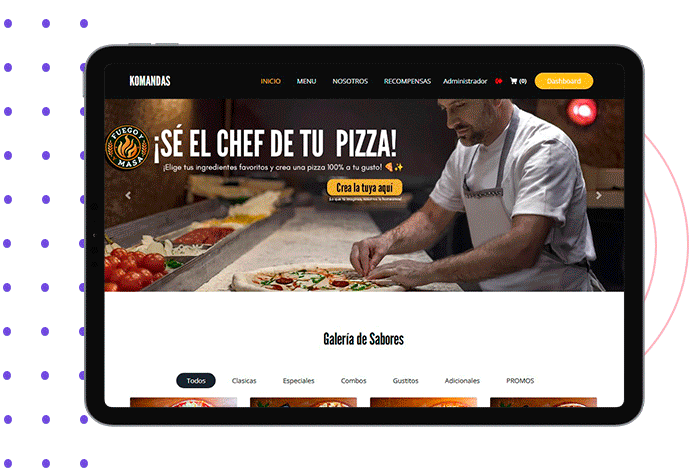 KOMANDAS
INICIO MENU NOSOTROS RECOMPENSAS Administrador (0) Dashboard
FUEGO Y
MASA
¡SÉ EL CHEF DE TU PIZZA!
¡Elige tus ingredientes favoritos y crea una pizza 100% a tu gusto! 🍕✨
Crea la tuya aquí
Galería de Sabores
Todos Clasicas Especiales Combos Gustitos Adicionales PROMOS